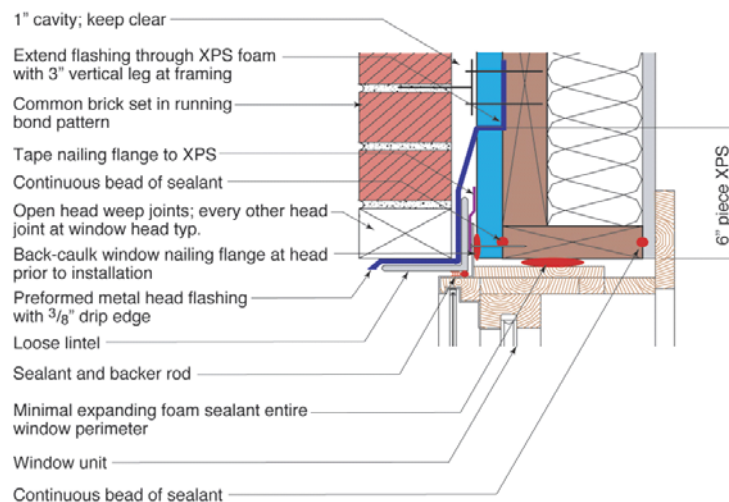 1" cavity; keep clear
Extend flashing through XPS foam
with 3" vertical leg at framing
Common brick set in running
bond pattern
Tape nailing flange to XPS
Continuous bead of sealant
Open head weep joints; every other head
joint at window head typ.
Back-caulk window nailing flange at head
prior to installation
Preformed metal head flashing
with 3/8" drip edge
Loose lintel
Sealant and backer rod
Minimal expanding foam sealant entire
window perimeter
Window unit
Continuous bead of sealant
6" piece XPS